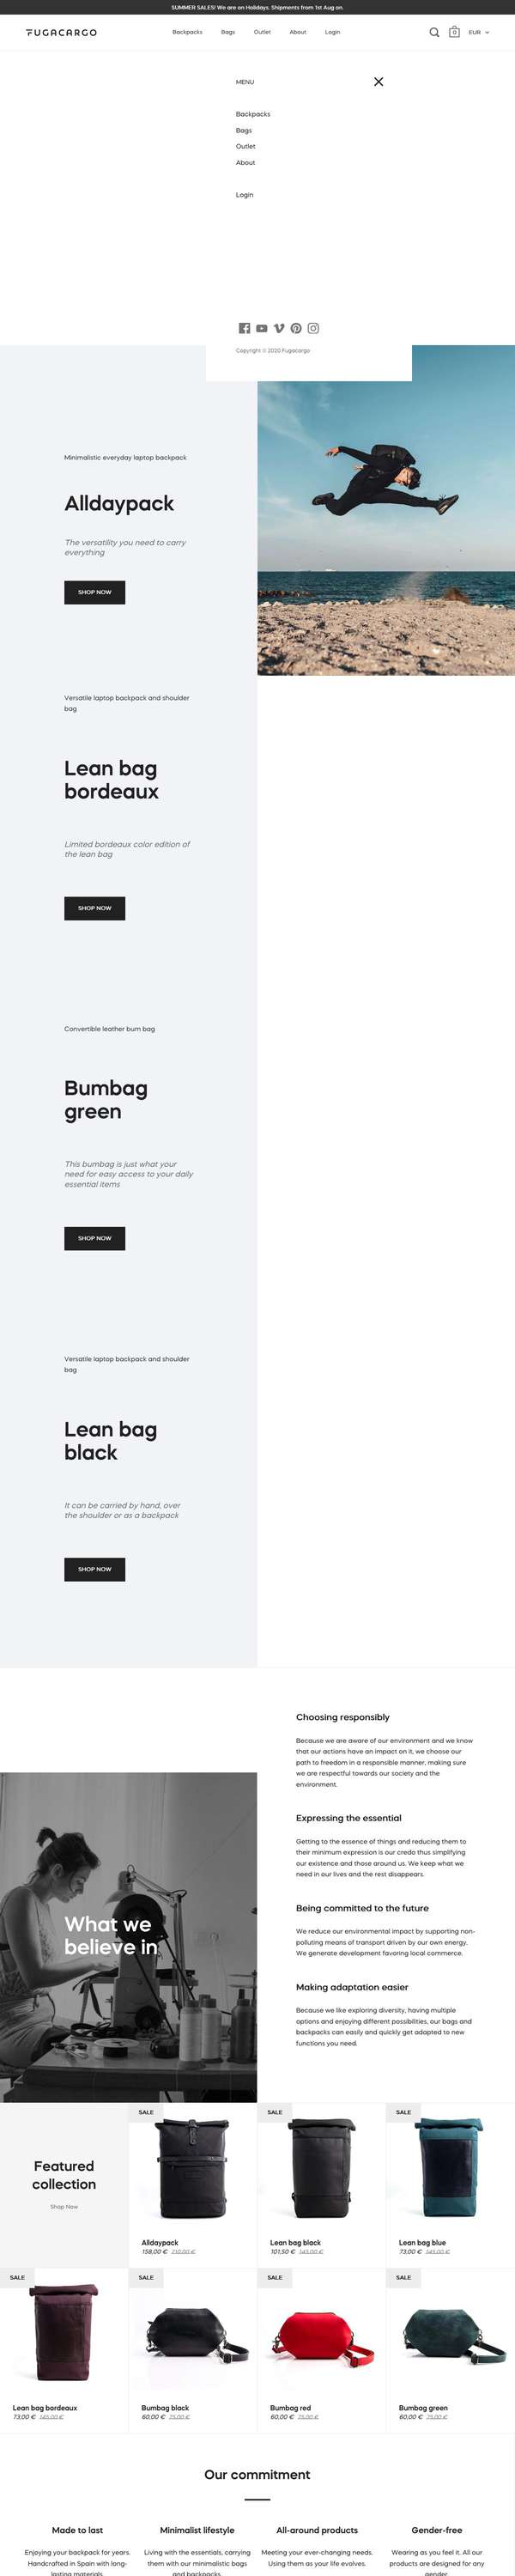 SUMMER SALES! We are on Holidays. Shipments from 1st Aug on.
FUGACARGO
Backpacks Bags Outlet About Login
0 EUR
MENU
Backpacks
Bags
Outlet
About
Login
Copyright © 2020 Fugacargo
Minimalistic everyday laptop backpack
Alldaypack
The versatility you need to carry
everything
SHOP NOW
Versatile laptop backpack and shoulder
bag
Lean bag
bordeaux
Limited bordeaux color edition of
the lean bag
SHOP NOW
Convertible leather bum bag
Bumbag
green
This bumbag is just what your
need for easy access to your daily
essential items
SHOP NOW
Versatile laptop backpack and shoulder
bag
Lean bag
black
It can be carried by hand, over
the shoulder or as a backpack
SHOP NOW
What we
believe in
Choosing responsibly
Because we are aware of our environment and we know
that our actions have an impact on it, we choose our
path to freedom in a responsible manner, making sure
we are respectful towards our society and the
environment.
Expressing the essential
Getting to the essence of things and reducing them to
their minimum expression is our credo thus simplifying
our existence and those around us. We keep what we
need in our lives and the rest disappears.
Being committed to the future
We reduce our environmental impact by supporting non-
polluting means of transport driven by our own energy.
We generate development favoring local commerce.
Making adaptation easier
Because we like exploring diversity, having multiple
options and enjoying different possibilities, our bags and
backpacks can easily and quickly get adapted to new
functions you need.
Featured
collection
Shop Now
SALE
Alldaypack
158,00 €
SALE
Lean bag black
101,50 € 145,00 €
SALE
Lean bag blue
73,00 € 145,00 €
SALE
Lean bag bordeaux
73,00 € 145,00 €
SALE
Bumbag black
60,00 € 75,00 €
SALE
Bumbag red
60,00 € 75,00 €
SALE
Bumbag green
60,00 € 75,00 €
Our commitment
Made to last
Enjoying your backpack for years.
Handcrafted in Spain with long-
lasting materials.
Minimalist lifestyle
Living with the essentials, carrying
them with our minimalistic bags
and backpacks.
All-around products
Meeting your ever-changing needs.
Using them as your life evolves.
Gender-free
Wearing as you feel it. All our
products are designed for any
gender.